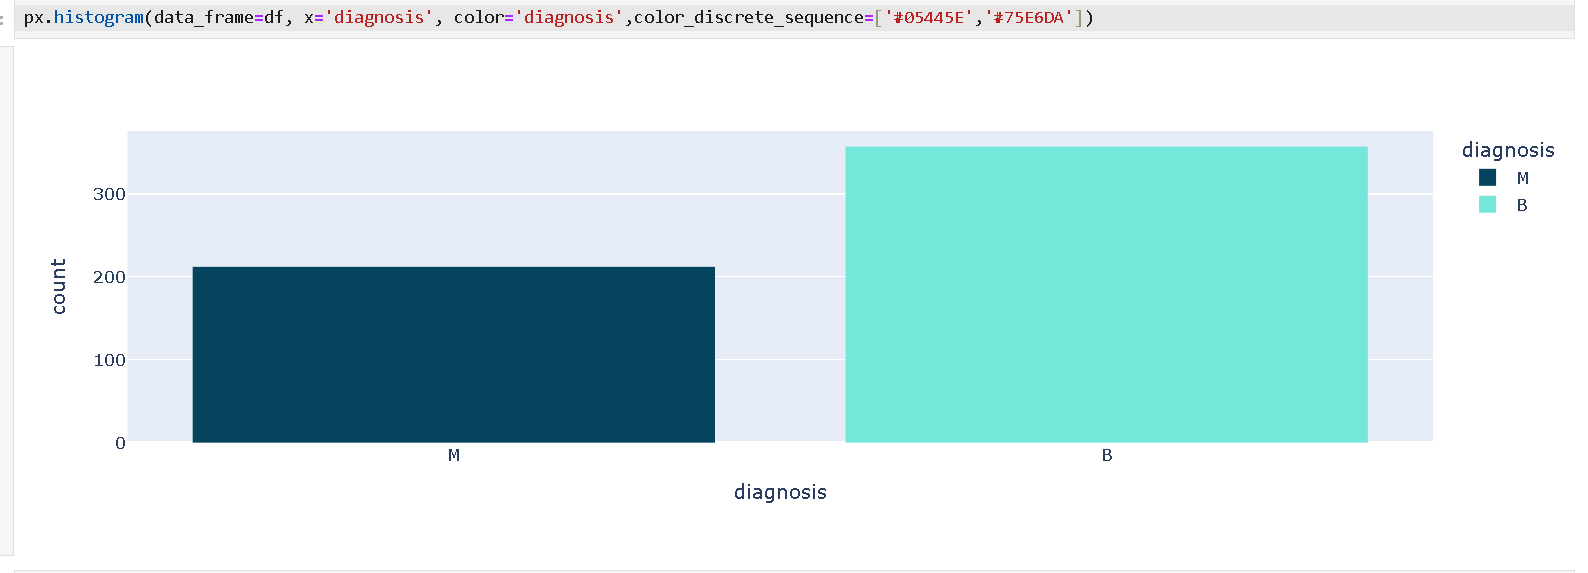 px.histogram(data_frame=df, x='diagnosis', color='diagnosis',color_discrete_sequence=['#05445E','#75E6DA'])
diagnosis
M
B
300
200
100
0
count
M
B
diagnosis